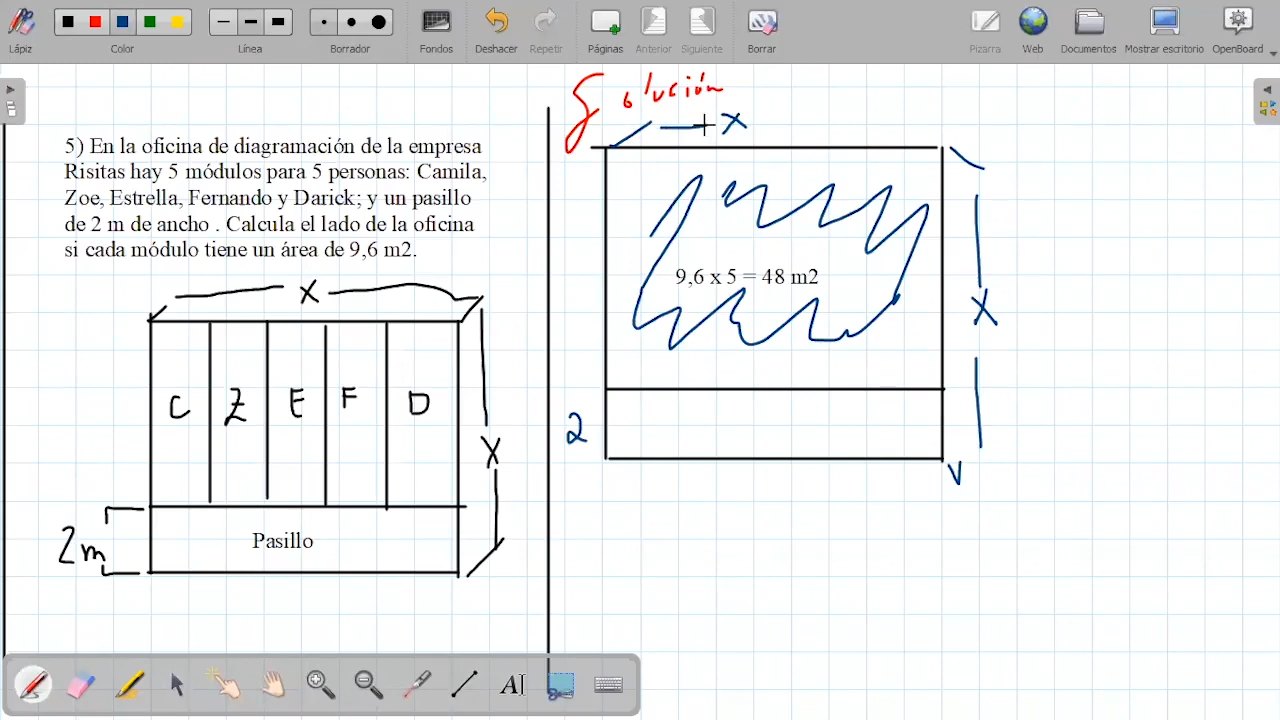 Lápiz
Color
Línea
Borrador
Fondos
Deshacer
Repetir
Páginas
Anterior
Siguiente
Borrar
Pizarra
Web
Documentos
Mostrar escritorio
OpenBoard
5) En la oficina de diagramación de la empresa
Risitas hay 5 módulos para 5 personas: Camila,
Zoe, Estrella, Fernando y Darick; y un pasillo
de 2 m de ancho . Calcula el lado de la oficina
si cada módulo tiene un área de 9,6 m2.
X
C Z E F D
X
2m
Pasillo
Solución
X
9,6 x 5 = 48 m2
X
2